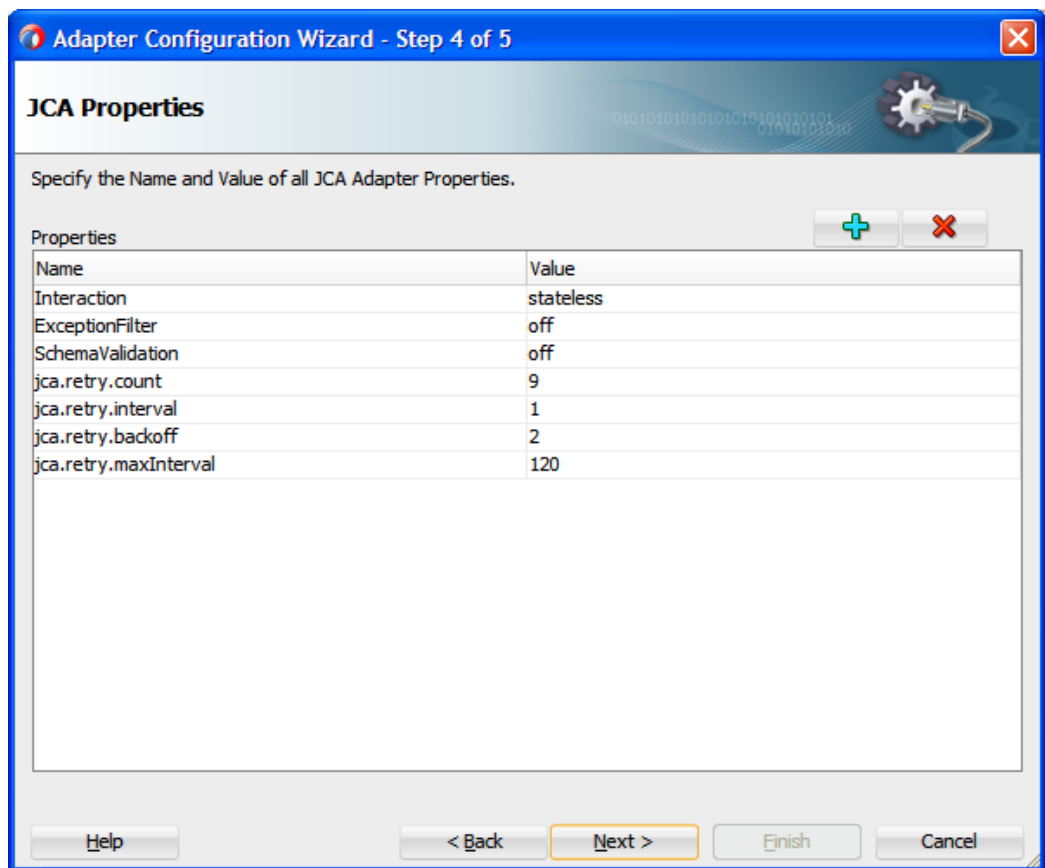 Adapter Configuration Wizard - Step 4 of 5
JCA Properties
Specify the Name and Value of all JCA Adapter Properties.
Properties
Name Value
Interaction stateless
ExceptionFilter off
SchemaValidation off
jca.retry.count 9
jca.retry.interval 1
jca.retry.backoff 2
jca.retry.maxInterval 120
Help < Back Next > Finish Cancel